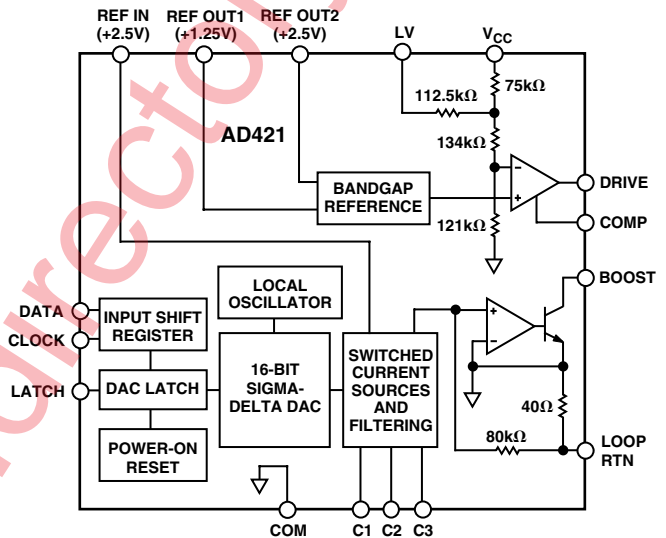 REF IN
(+2.5V)
REF OUT1
(+1.25V)
REF OUT2
(+2.5V)
LV
VCC
75kΩ
112.5kΩ
AD421
134kΩ
BANDGAP
REFERENCE
−
+
DRIVE
121kΩ
COMP
BOOST
LOCAL
OSCILLATOR
DATA
CLOCK
INPUT SHIFT
REGISTER
+
−
LATCH
DAC LATCH
16-BIT
SIGMA-
DELTA DAC
SWITCHED
CURRENT
SOURCES
AND
FILTERING
40Ω
POWER-ON
RESET
80kΩ
LOOP
RTN
COM
C1
C2
C3
director